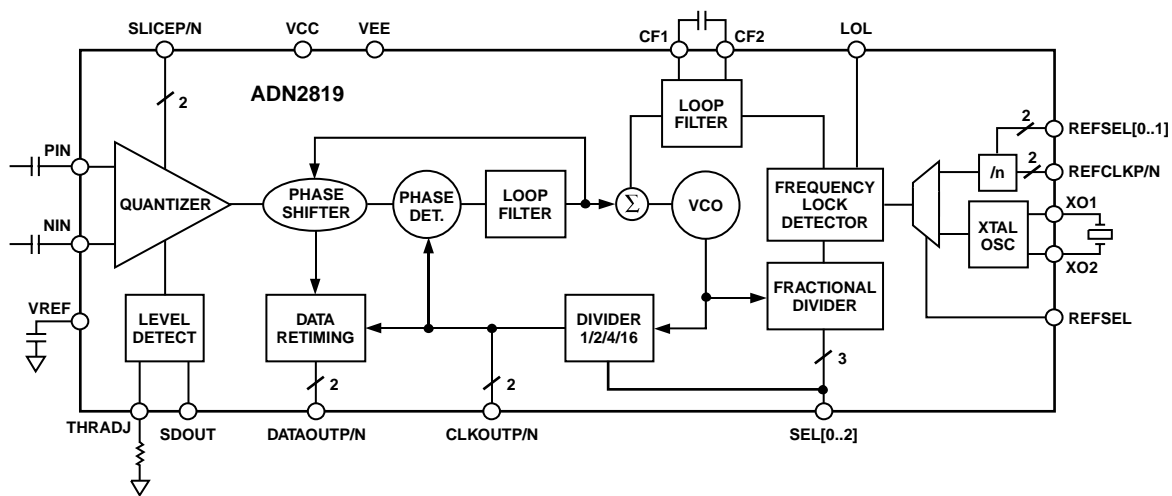 SLICEP/N
VCC
VEE
CF1
CF2
LOL
2
ADN2819
LOOP
FILTER
2
REFSEL[0..1]
PIN
/n
2
REFCLKP/N
QUANTIZER
PHASE
SHIFTER
PHASE
DET.
LOOP
FILTER
Σ
VCO
FREQUENCY
LOCK
DETECTOR
XO1
NIN
XTAL
OSC
XO2
VREF
LEVEL
DETECT
DATA
RETIMING
DIVIDER
1/2/4/16
FRACTIONAL
DIVIDER
REFSEL
2
2
3
THRADJ
SDOUT
DATAOUTP/N
CLKOUTP/N
SEL[0..2]